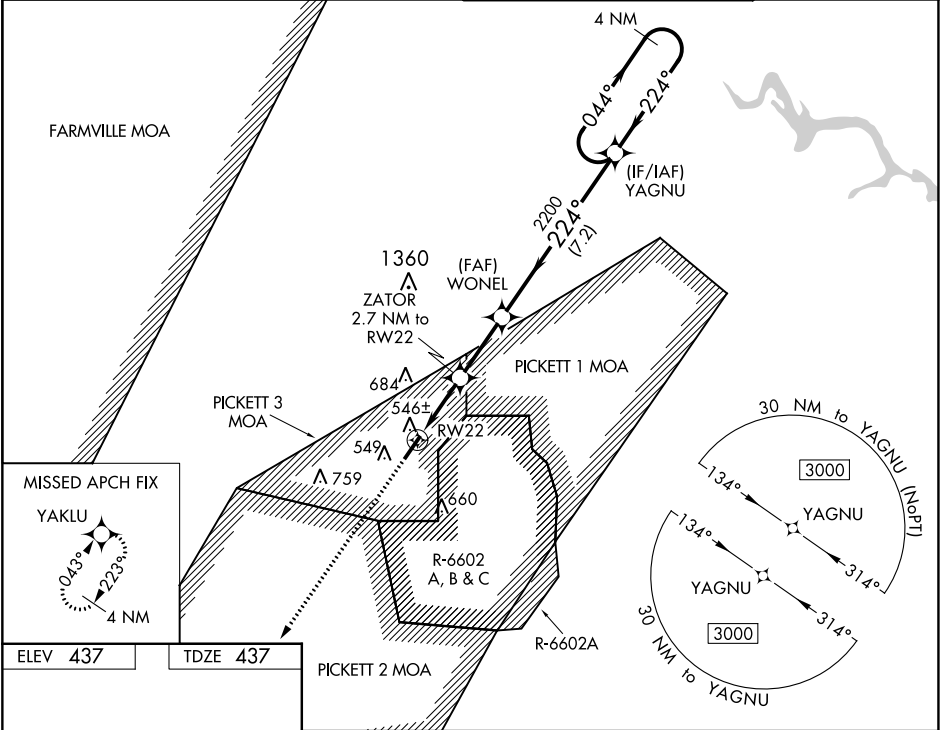 4 NM
044°
224°
FARMVILLE MOA
(IF/IAF)
YAGNU
2200
224°
(7.2)
1360
(FAF)
WONEL
ZATOR
2.7 NM to
RW22
PICKETT 1 MOA
684
PICKETT 3
MOA
546±
RW22
549
759
660
R-6602
A, B & C
R-6602A
PICKETT 2 MOA
30 NM to YAGNU (NoPT)
3000
134°
YAGNU
314°
134°
YAGNU
314°
3000
30 NM to YAGNU
MISSED APCH FIX
YAKLU
043°
223°
4 NM
ELEV 437
TDZE 437